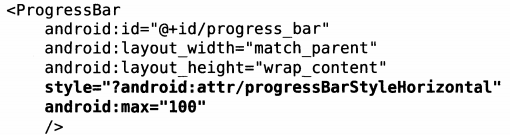 <ProgressBar
    android:id="@+id/progress_bar"
    android:layout_width="match_parent"
    android:layout_height="wrap_content"
    style="?android:attr/progressBarStyleHorizontal"
    android:max="100"
    />